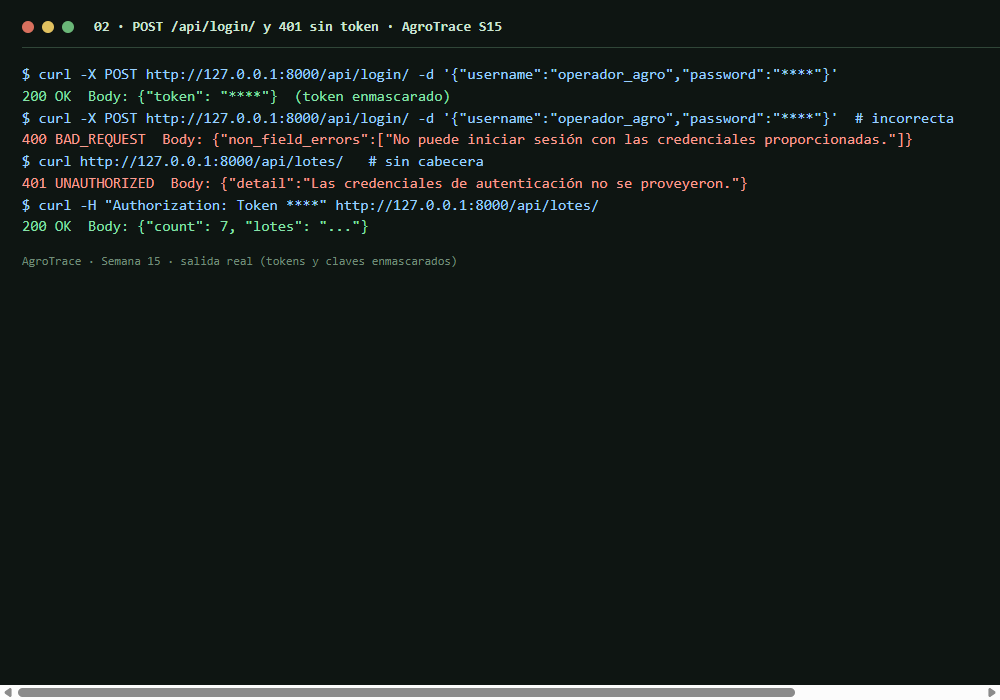 02 · POST /api/login/ y 401 sin token · AgroTrace S15
$ curl -X POST http://127.0.0.1:8000/api/login/ -d '{"username":"operador_agro","password":"****"}'
200 OK  Body: {"token": "****"}  (token enmascarado)
$ curl -X POST http://127.0.0.1:8000/api/login/ -d '{"username":"operador_agro","password":"****"}'  # incorrecta
400 BAD_REQUEST  Body: {"non_field_errors":["No puede iniciar sesión con las credenciales proporcionadas."]}
$ curl http://127.0.0.1:8000/api/lotes/   # sin cabecera
401 UNAUTHORIZED  Body: {"detail":"Las credenciales de autenticación no se proveyeron."}
$ curl -H "Authorization: Token ****" http://127.0.0.1:8000/api/lotes/
200 OK  Body: {"count": 7, "lotes": "..."}
AgroTrace · Semana 15 · salida real (tokens y claves enmascarados)